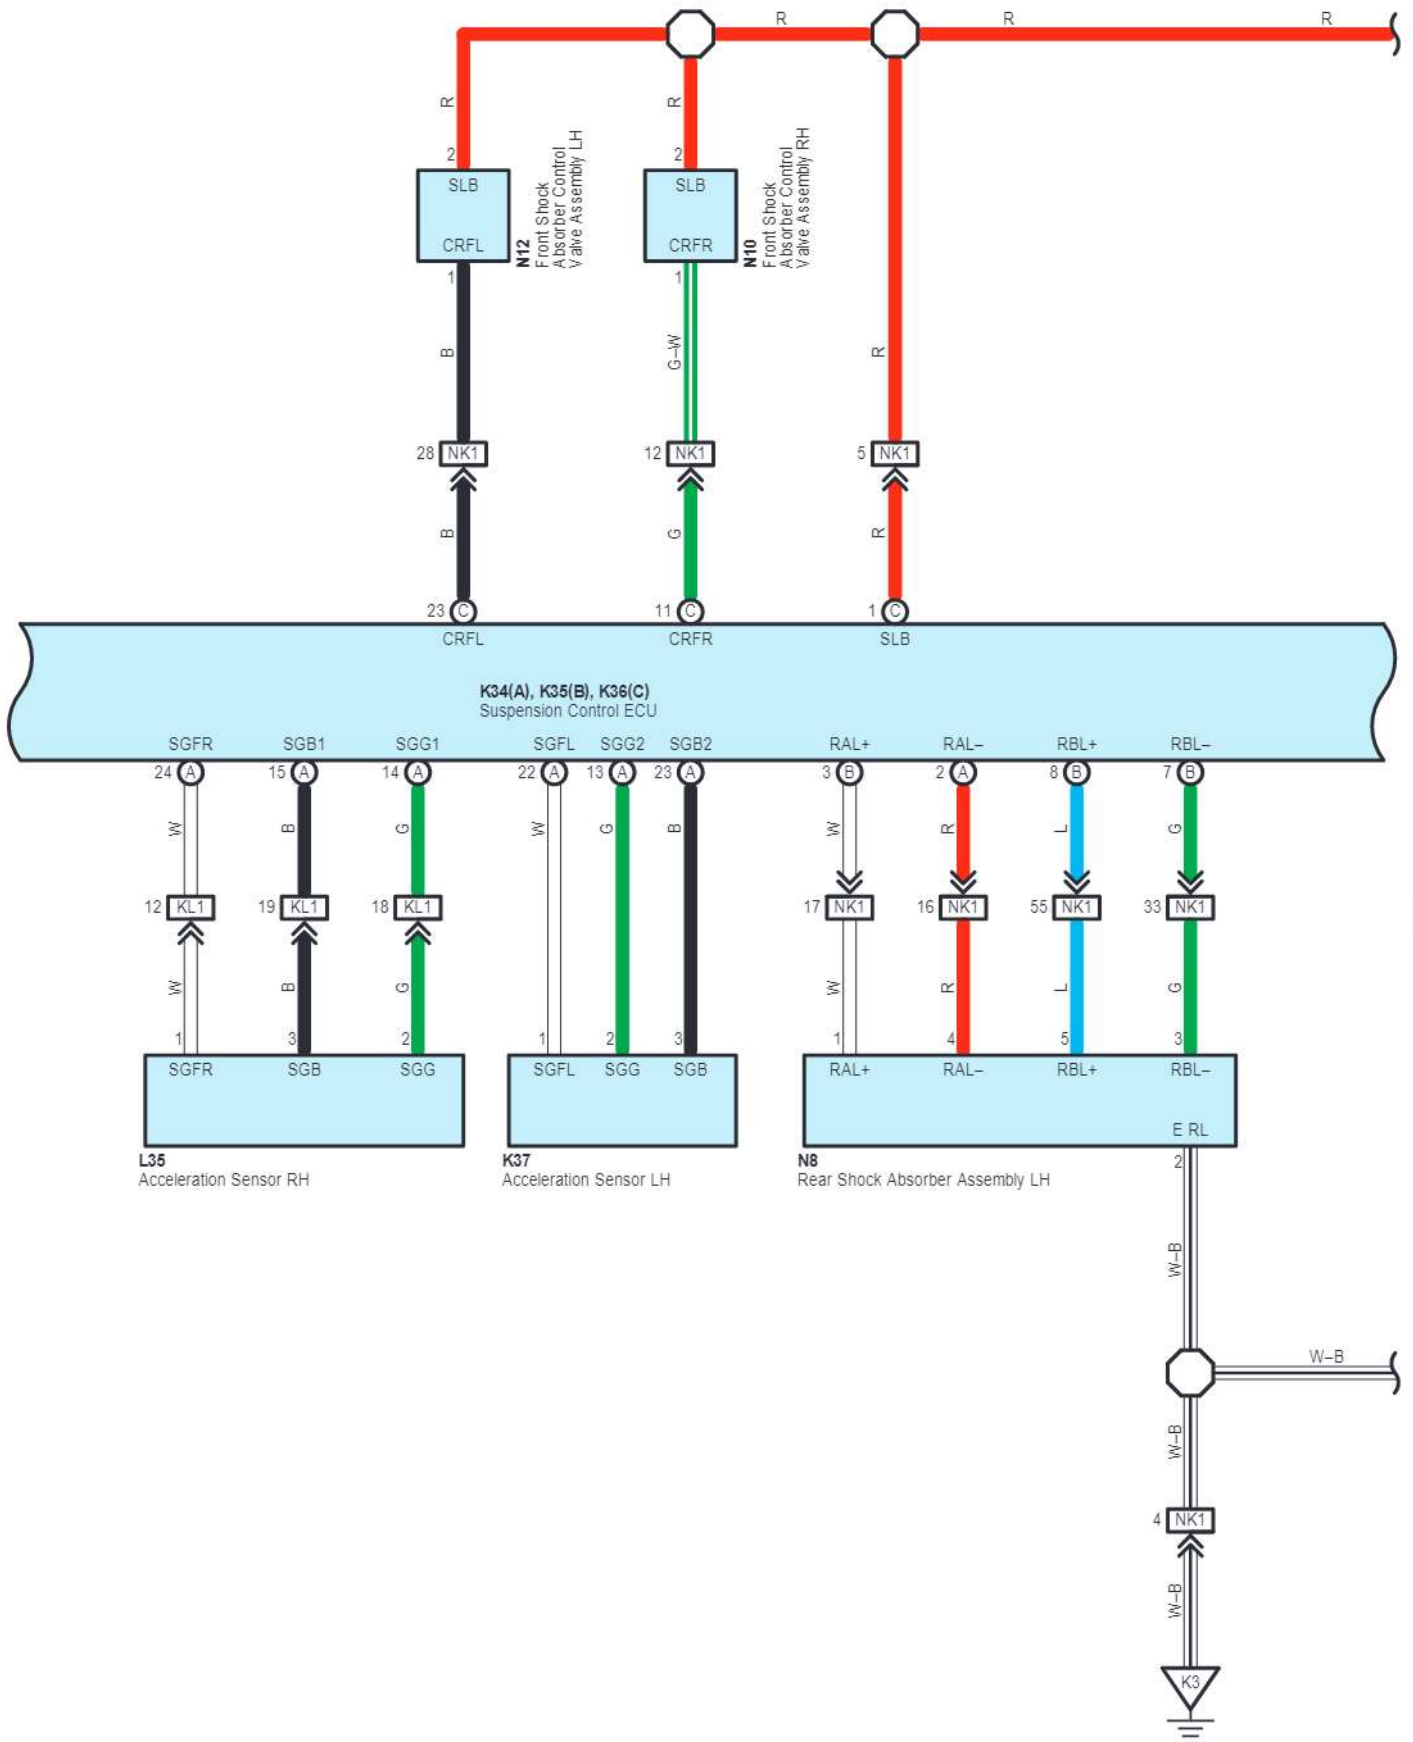 R R R
R R
2 2
SLB SLB
CRFL CRFR
N12
Front Shock
Absorber Control
Valve Assembly LH
N10
Front Shock
Absorber Control
Valve Assembly RH
1 1
B G–W R
28 NK1 12 NK1 5 NK1
B G R
23 C 11 C 1 C
CRFL CRFR SLB
K34(A), K35(B), K36(C)
Suspension Control ECU
SGFR SGB1 SGG1 SGFL SGG2 SGB2 RAL+ RAL– RBL+ RBL–
24 A 15 A 14 A 22 A 13 A 23 A 3 B 2 A 8 B 7 B
W B G W G B W R L G
12 KL1 19 KL1 18 KL1 17 NK1 16 NK1 55 NK1 33 NK1
W B G W R L G
1 3 2 1 2 3 1 4 5 3
SGFR SGB SGG SGFL SGG SGB RAL+ RAL– RBL+ RBL–
E RL
L35
Acceleration Sensor RH
K37
Acceleration Sensor LH
N8
Rear Shock Absorber Assembly LH
2
W–B
W–B
W–B
4 NK1
W–B
K3